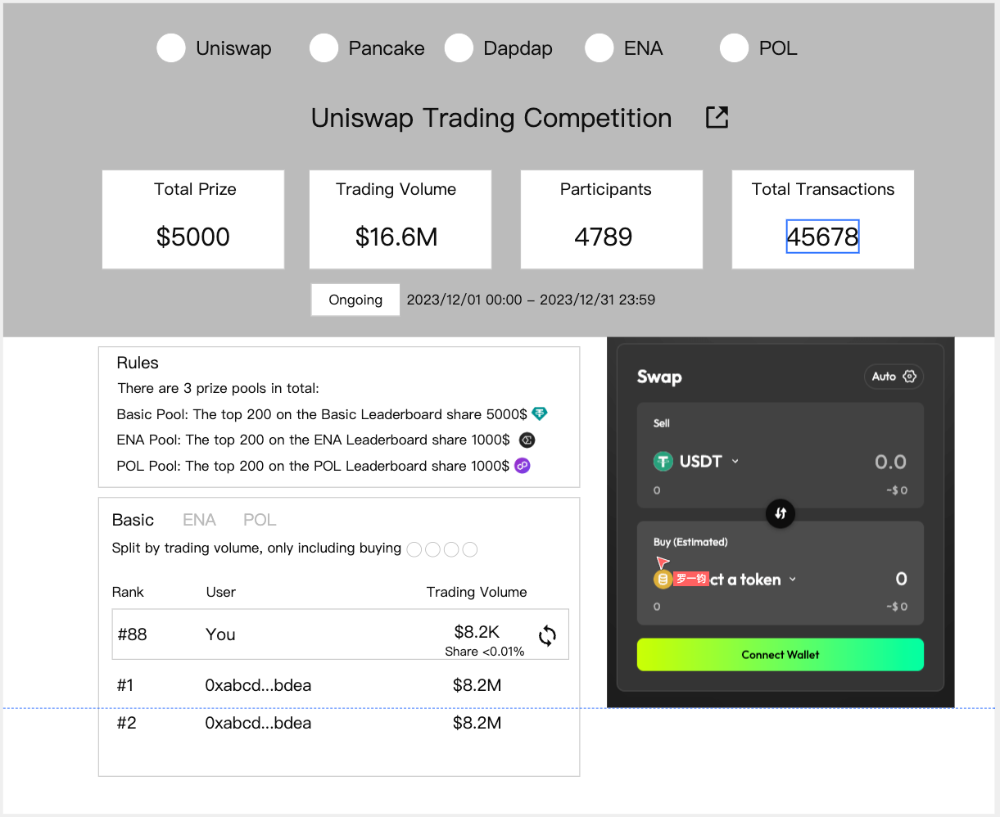 Uniswap Pancake Dapdap ENA POL
Uniswap Trading Competition
Total Prize Trading Volume Participants Total Transactions
$5000 $16.6M 4789 45678
Ongoing 2023/12/01 00:00 – 2023/12/31 23:59
Rules
There are 3 prize pools in total:
Basic Pool: The top 200 on the Basic Leaderboard share 5000$
ENA Pool: The top 200 on the ENA Leaderboard share 1000$
POL Pool: The top 200 on the POL Leaderboard share 1000$
Basic ENA POL
Split by trading volume, only including buying
Rank User Trading Volume
#88 You $8.2K
Share <0.01%
#1 0xabcd...bdea $8.2M
#2 0xabcd...bdea $8.2M
Swap Auto
Sell
USDT 0.0
0 ~$ 0
Buy (Estimated)
罗一钧 ct a token 0
0 ~$ 0
Connect Wallet